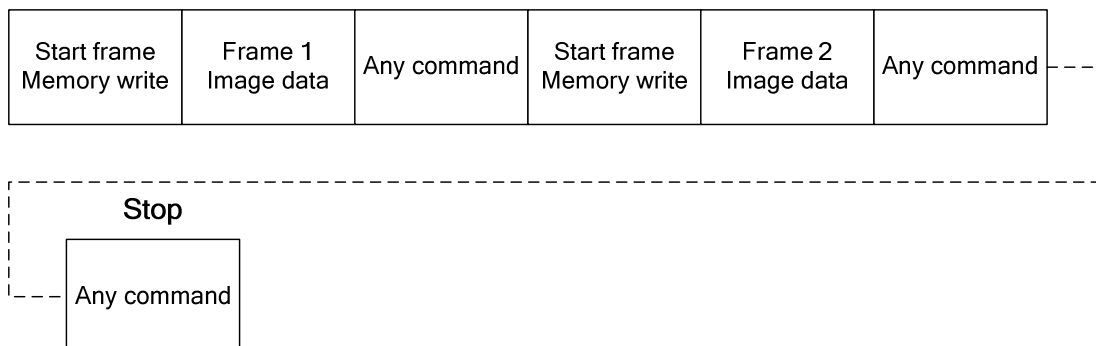 Start frame
Memory write
Frame 1
Image data
Any command
Start frame
Memory write
Frame 2
Image data
Any command
Stop
Any command